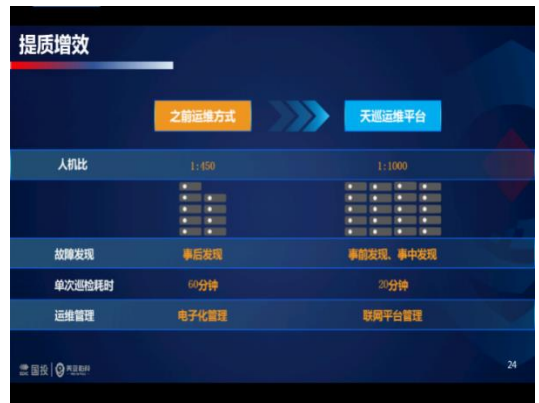 提质增效
之前运维方式 天巡运维平台
人机比 1:450 1:1000
故障发现 事后发现 事前发现、事中发现
单次巡检耗时 60分钟 20分钟
运维管理 电子化管理 联网平台管理
国投 24